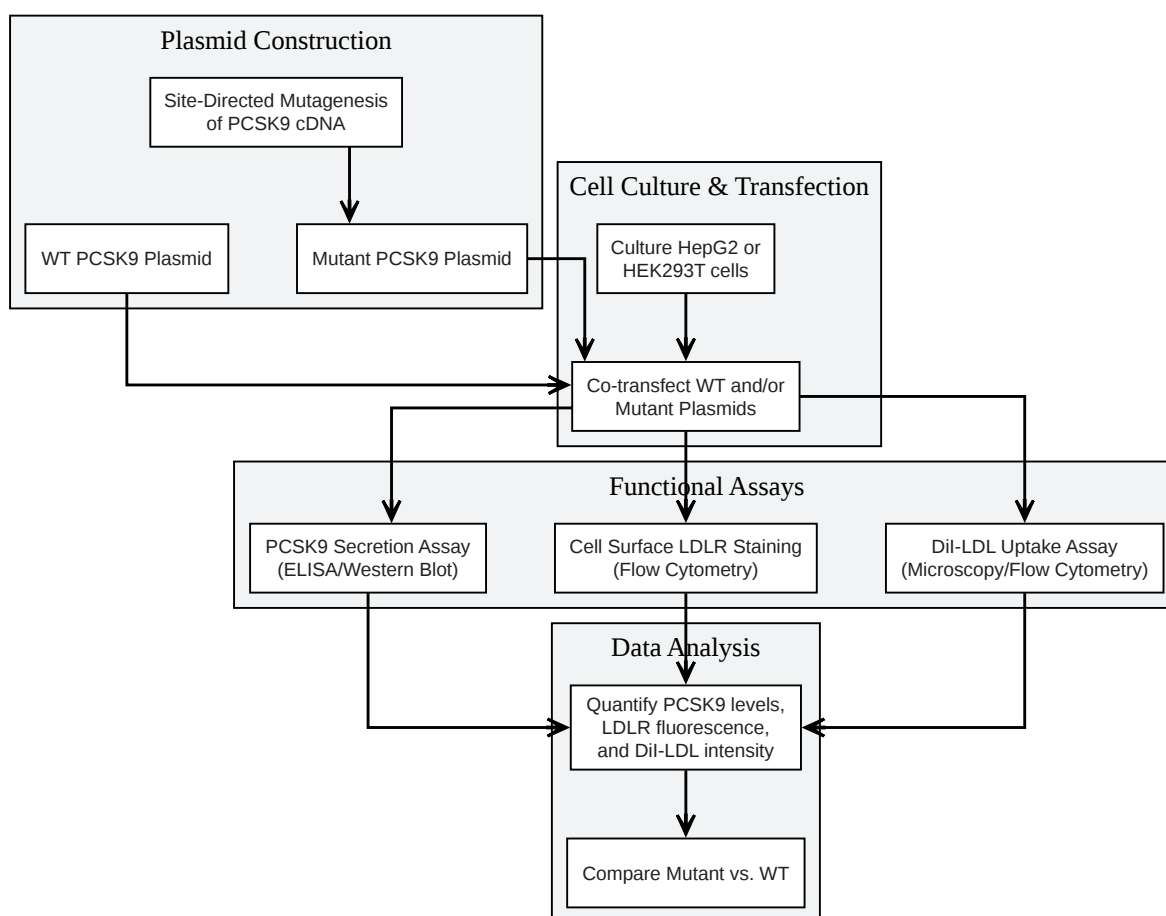 Plasmid Construction
Site-Directed Mutagenesis
of PCSK9 cDNA
WT PCSK9 Plasmid
Mutant PCSK9 Plasmid
Cell Culture & Transfection
Culture HepG2 or
HEK293T cells
Co-transfect WT and/or
Mutant Plasmids
Functional Assays
PCSK9 Secretion Assay
(ELISA/Western Blot)
Cell Surface LDLR Staining
(Flow Cytometry)
DiI-LDL Uptake Assay
(Microscopy/Flow Cytometry)
Data Analysis
Quantify PCSK9 levels,
LDLR fluorescence,
and DiI-LDL intensity
Compare Mutant vs. WT